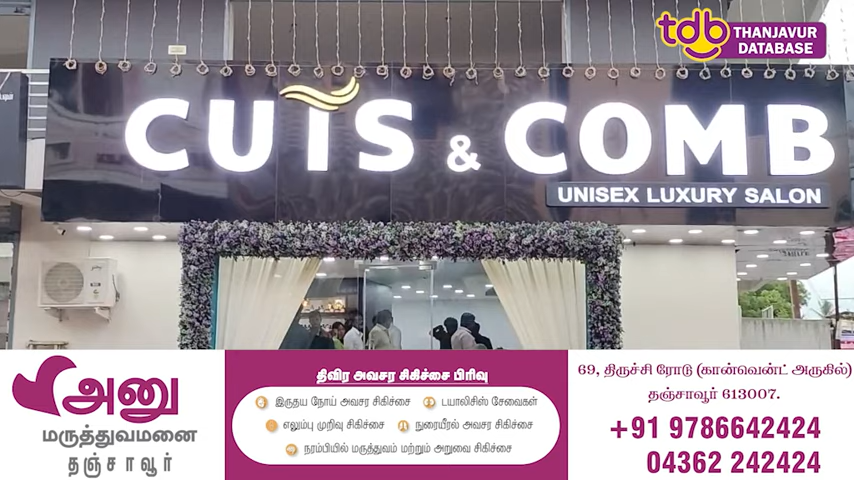 tdb THANJAVUR
DATABASE
CUTS & COMB
UNISEX LUXURY SALON
அனு
மருத்துவமனை
தஞ்சாவூர்
தீவிர அவசர சிகிச்சை பிரிவு
இருதய நோய் அவசர சிகிச்சை
டயாலிசிஸ் சேவைகள்
எலும்பு முறிவு சிகிச்சை
நுரையீரல் அவசர சிகிச்சை
நரம்பியில் மருத்துவம் மற்றும் அறுவை சிகிச்சை
69, திருச்சி ரோடு (கான்வென்ட் அருகில்)
தஞ்சாவூர் 613007.
+91 9786642424
04362 242424